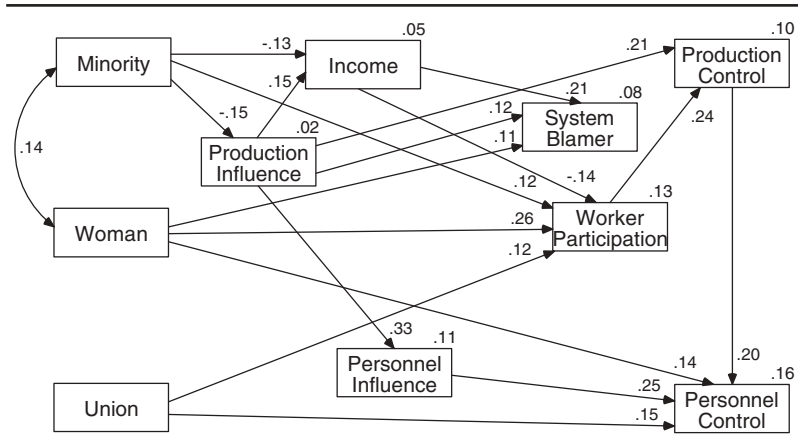 .05
.10
-.13
.21
Minority
Income
Production
Control
.15
.21
.08
-.15
.02
.12
System
Blamer
.24
.11
Production
Influence
.14
.12
-.14
.13
Woman
.26
Worker
Participation
.12
.33
.11
.14
.20
.16
Personnel
Influence
.25
Union
.15
Personnel
Control